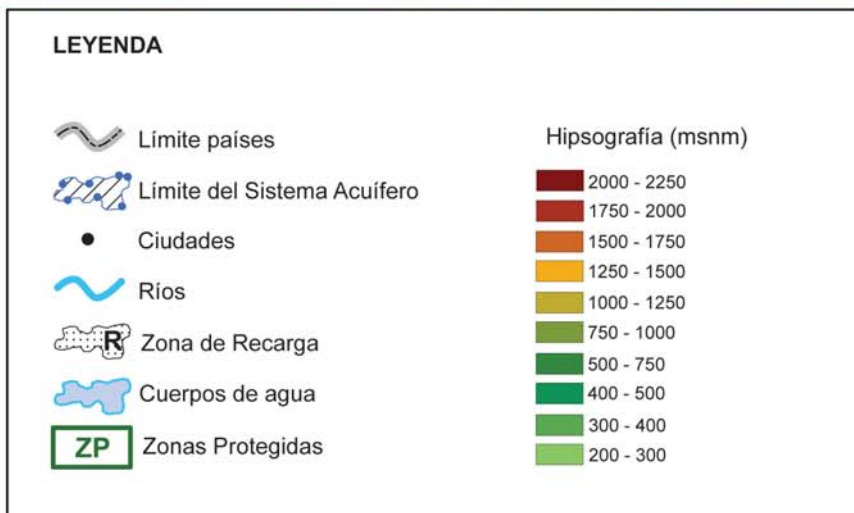 LEYENDA
Límite países
Límite del Sistema Acuífero
Ciudades
Ríos
R Zona de Recarga
Cuerpos de agua
ZP Zonas Protegidas
Hipsografía (msnm)
2000 - 2250
1750 - 2000
1500 - 1750
1250 - 1500
1000 - 1250
750 - 1000
500 - 750
400 - 500
300 - 400
200 - 300